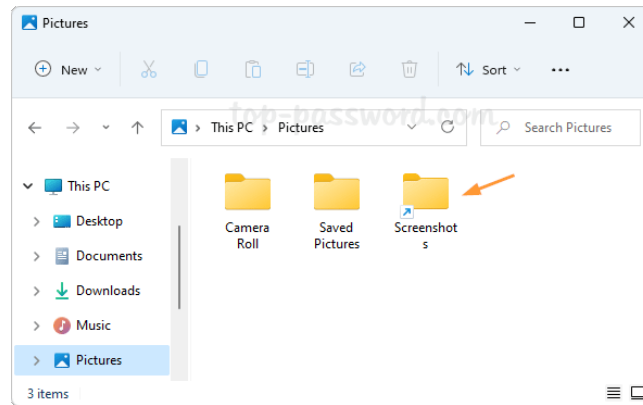 Pictures
New
Sort
top-password.com
This PC > Pictures
Search Pictures
This PC
Desktop
Documents
Downloads
Music
Pictures
Camera
Roll
Saved
Pictures
Screenshot
s
3 items